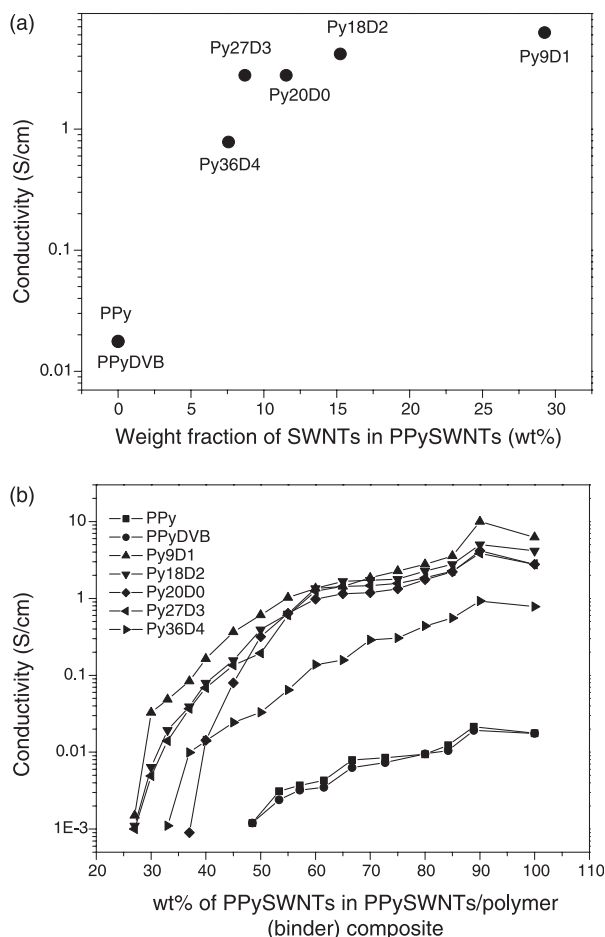 (a)
Py18D2
Py27D3
Py9D1
Py20D0
Py36D4
PPy
PPyDVB
Conductivity (S/cm)
1
0.1
0.01
0 5 10 15 20 25 30
Weight fraction of SWNTs in PPySWNTs (wt%)
(b)
PPy
PPyDVB
Py9D1
Py18D2
Py20D0
Py27D3
Py36D4
Conductivity (S/cm)
10
1
0.1
0.01
1E-3
20 30 40 50 60 70 80 90 100 110
wt% of PPySWNTs in PPySWNTs/polymer
(binder) composite